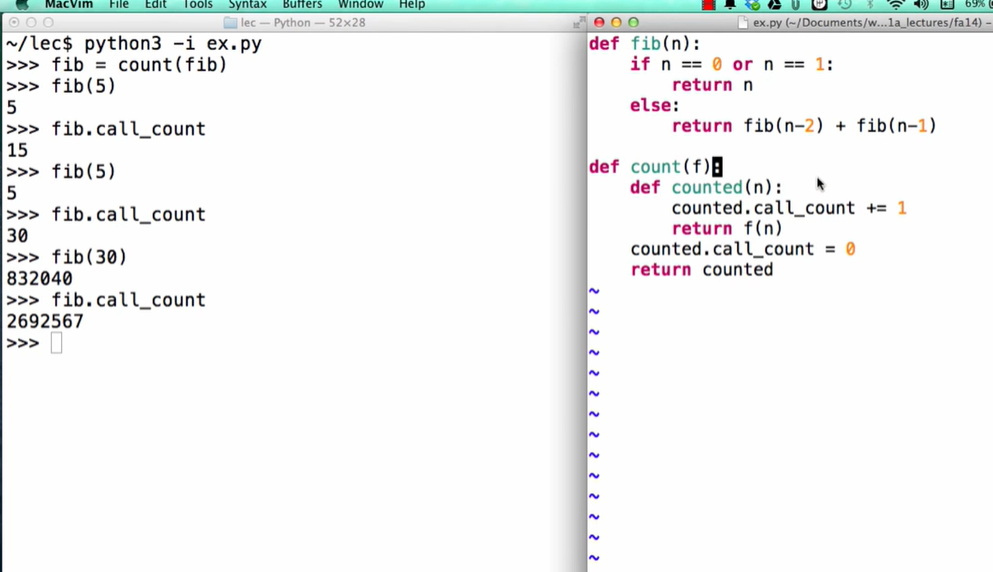 MacVim File Edit Tools Syntax Buffers Window Help 69%
lec — Python — 52×28
~/lec$ python3 -i ex.py
>>> fib = count(fib)
>>> fib(5)
5
>>> fib.call_count
15
>>> fib(5)
5
>>> fib.call_count
30
>>> fib(30)
832040
>>> fib.call_count
2692567
>>>
ex.py (~/Documents/w...1a_lectures/fa14) –
def fib(n):
    if n == 0 or n == 1:
        return n
    else:
        return fib(n-2) + fib(n-1)
def count(f):
    def counted(n):
        counted.call_count += 1
        return f(n)
    counted.call_count = 0
    return counted
~
~
~
~
~
~
~
~
~
~
~
~
~
~